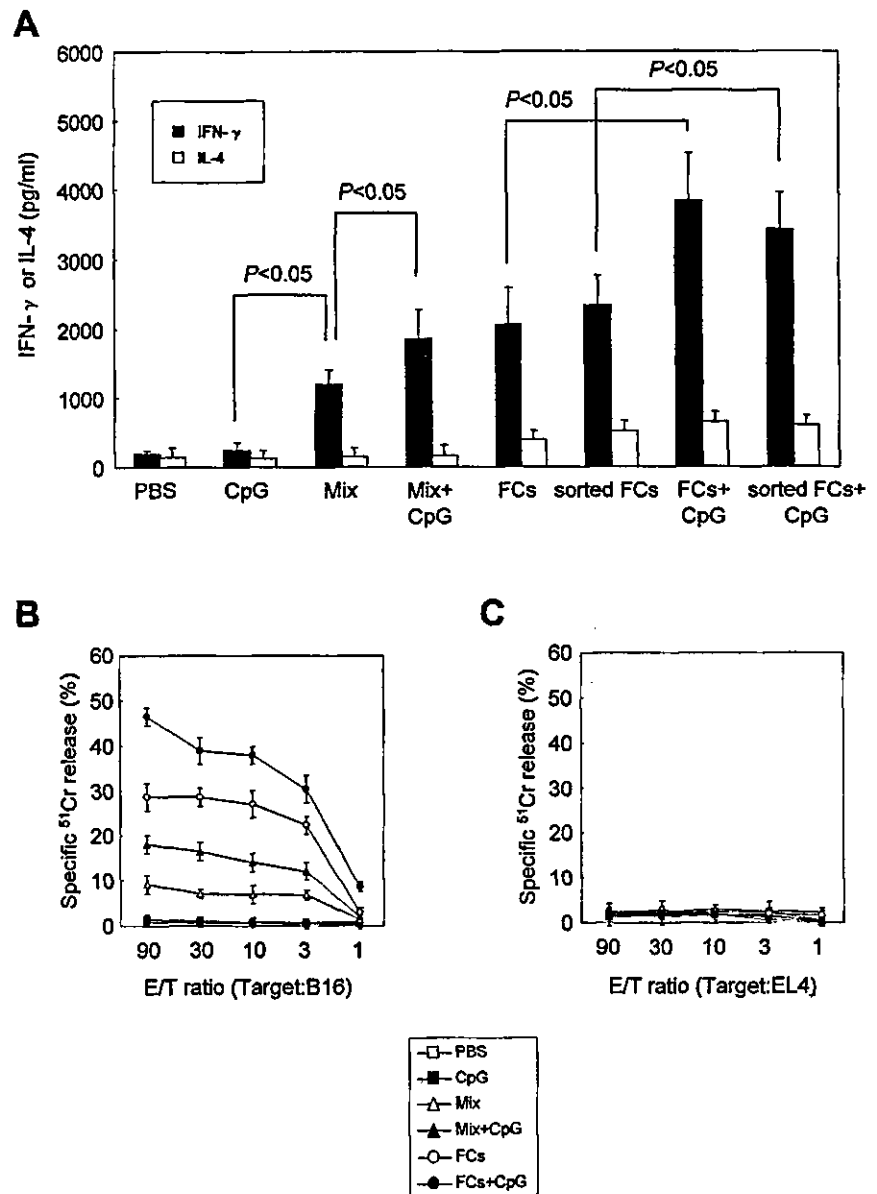 A
6000
5000
4000
3000
2000
1000
0
IFN-γ or IL-4 (pg/ml)
IFN-γ
IL-4
P<0.05
P<0.05
P<0.05
P<0.05
PBS
CpG
Mix
Mix+
CpG
FCs
sorted FCs
FCs+
CpG
sorted FCs+
CpG
B
60
50
40
30
20
10
0
Specific ⁵¹Cr release (%)
90 30 10 3 1
E/T ratio (Target:B16)
C
60
50
40
30
20
10
0
Specific ⁵¹Cr release (%)
90 30 10 3 1
E/T ratio (Target:EL4)
PBS
CpG
Mix
Mix+CpG
FCs
FCs+CpG